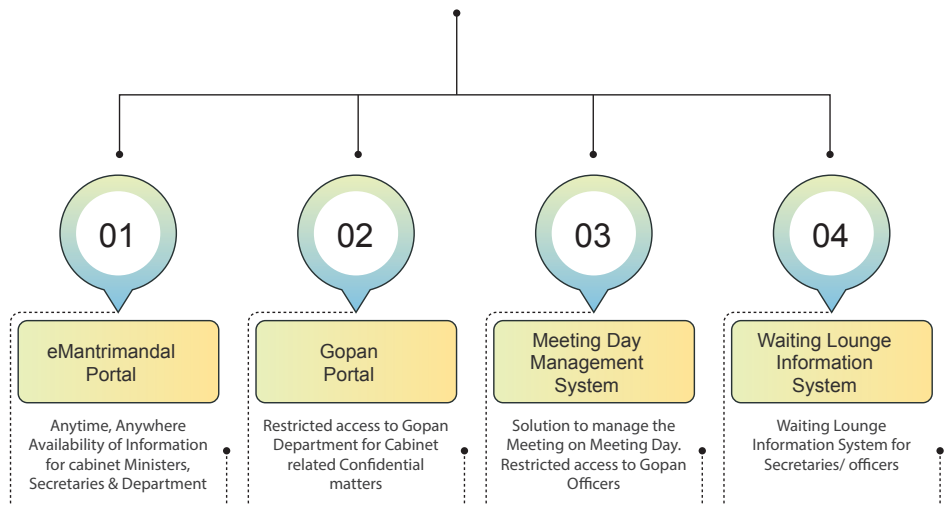 01
eMantrimandal
Portal
Anytime, Anywhere
Availability of Information
for cabinet Ministers,
Secretaries & Department
02
Gopan
Portal
Restricted access to Gopan
Department for Cabinet
related Confidential
matters
03
Meeting Day
Management
System
Solution to manage the
Meeting on Meeting Day.
Restricted access to Gopan
Officers
04
Waiting Lounge
Information
System
Waiting Lounge
Information System for
Secretaries/ officers